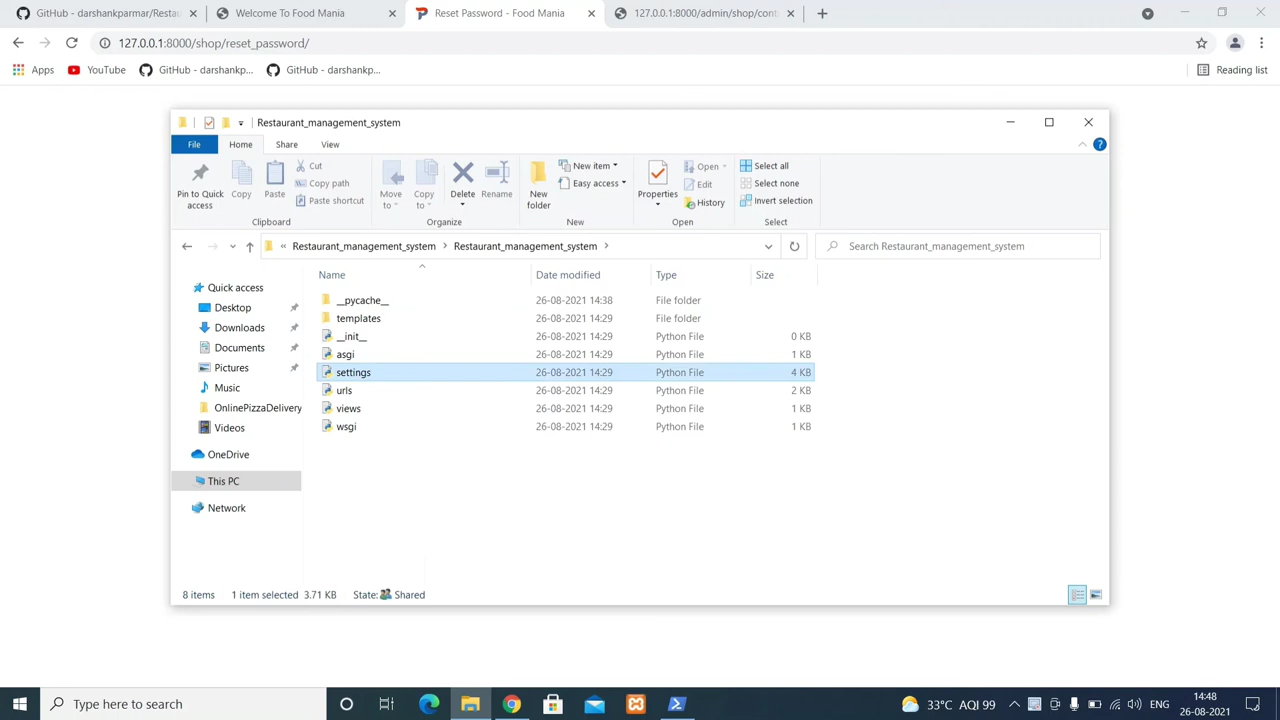 GitHub - darshankparmar/Restau
Welcome To Food Mania
Reset Password - Food Mania
127.0.0.1:8000/admin/shop/cont
127.0.0.1:8000/shop/reset_password/
Apps
YouTube
GitHub - darshankp...
GitHub - darshankp...
Reading list
Restaurant_management_system
File
Home
Share
View
Pin to Quick access
Copy
Paste
Cut
Copy path
Paste shortcut
Clipboard
Move to
Copy to
Delete
Rename
Organize
New folder
New item
Easy access
New
Properties
Open
Edit
History
Open
Select all
Select none
Invert selection
Select
« Restaurant_management_system > Restaurant_management_system >
Search Restaurant_management_system
Name Date modified Type Size
Quick access
Desktop
Downloads
Documents
Pictures
Music
OnlinePizzaDelivery
Videos
OneDrive
This PC
Network
__pycache__ 26-08-2021 14:38 File folder
templates 26-08-2021 14:29 File folder
__init__ 26-08-2021 14:29 Python File 0 KB
asgi 26-08-2021 14:29 Python File 1 KB
settings 26-08-2021 14:29 Python File 4 KB
urls 26-08-2021 14:29 Python File 2 KB
views 26-08-2021 14:29 Python File 1 KB
wsgi 26-08-2021 14:29 Python File 1 KB
8 items 1 item selected 3.71 KB State: Shared
Type here to search
33°C AQI 99
ENG
14:48
26-08-2021